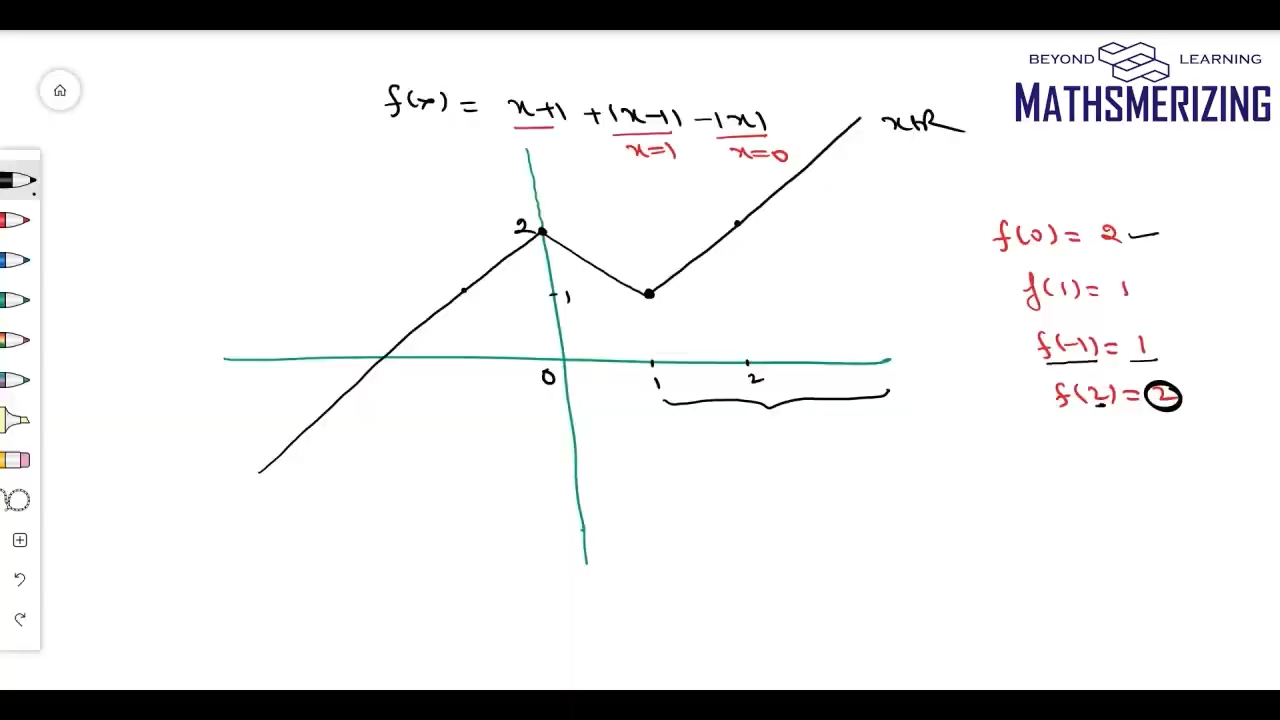 BEYOND LEARNING
MATHSMERIZING
f(x) = x+1 + |x-1| - |x|
x=1 x=0
x∈R
2
1
0 1 2
f(0) = 2
f(1) = 1
f(-1) = 1
f(2) = 2